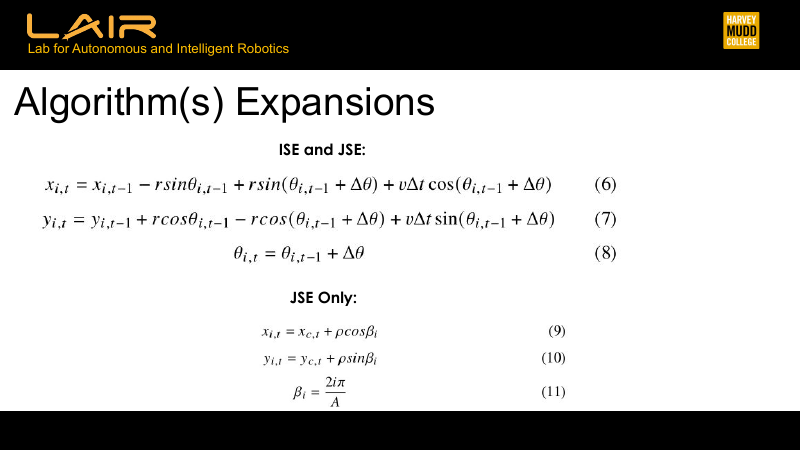 LAIR
Lab for Autonomous and Intelligent Robotics
HARVEY
MUDD
COLLEGE
Algorithm(s) Expansions
ISE and JSE:
x_{i,t} = x_{i,t−1} − rsinθ_{i,t−1} + rsin(θ_{i,t−1} + Δθ) + vΔt cos(θ_{i,t−1} + Δθ) (6)
y_{i,t} = y_{i,t−1} + rcosθ_{i,t−1} − rcos(θ_{i,t−1} + Δθ) + vΔt sin(θ_{i,t−1} + Δθ) (7)
θ_{i,t} = θ_{i,t−1} + Δθ (8)
JSE Only:
x_{i,t} = x_{c,t} + ρcosβ_i (9)
y_{i,t} = y_{c,t} + ρsinβ_i (10)
β_i = 2iπ / A (11)